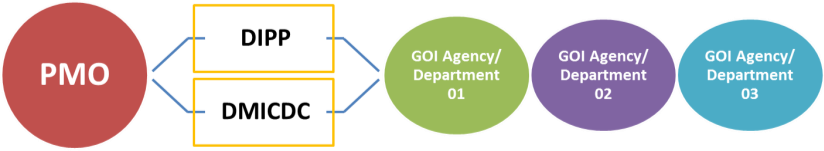 PMO
DIPP
DMICDC
GOI Agency/
Department
01
GOI Agency/
Department
02
GOI Agency/
Department
03